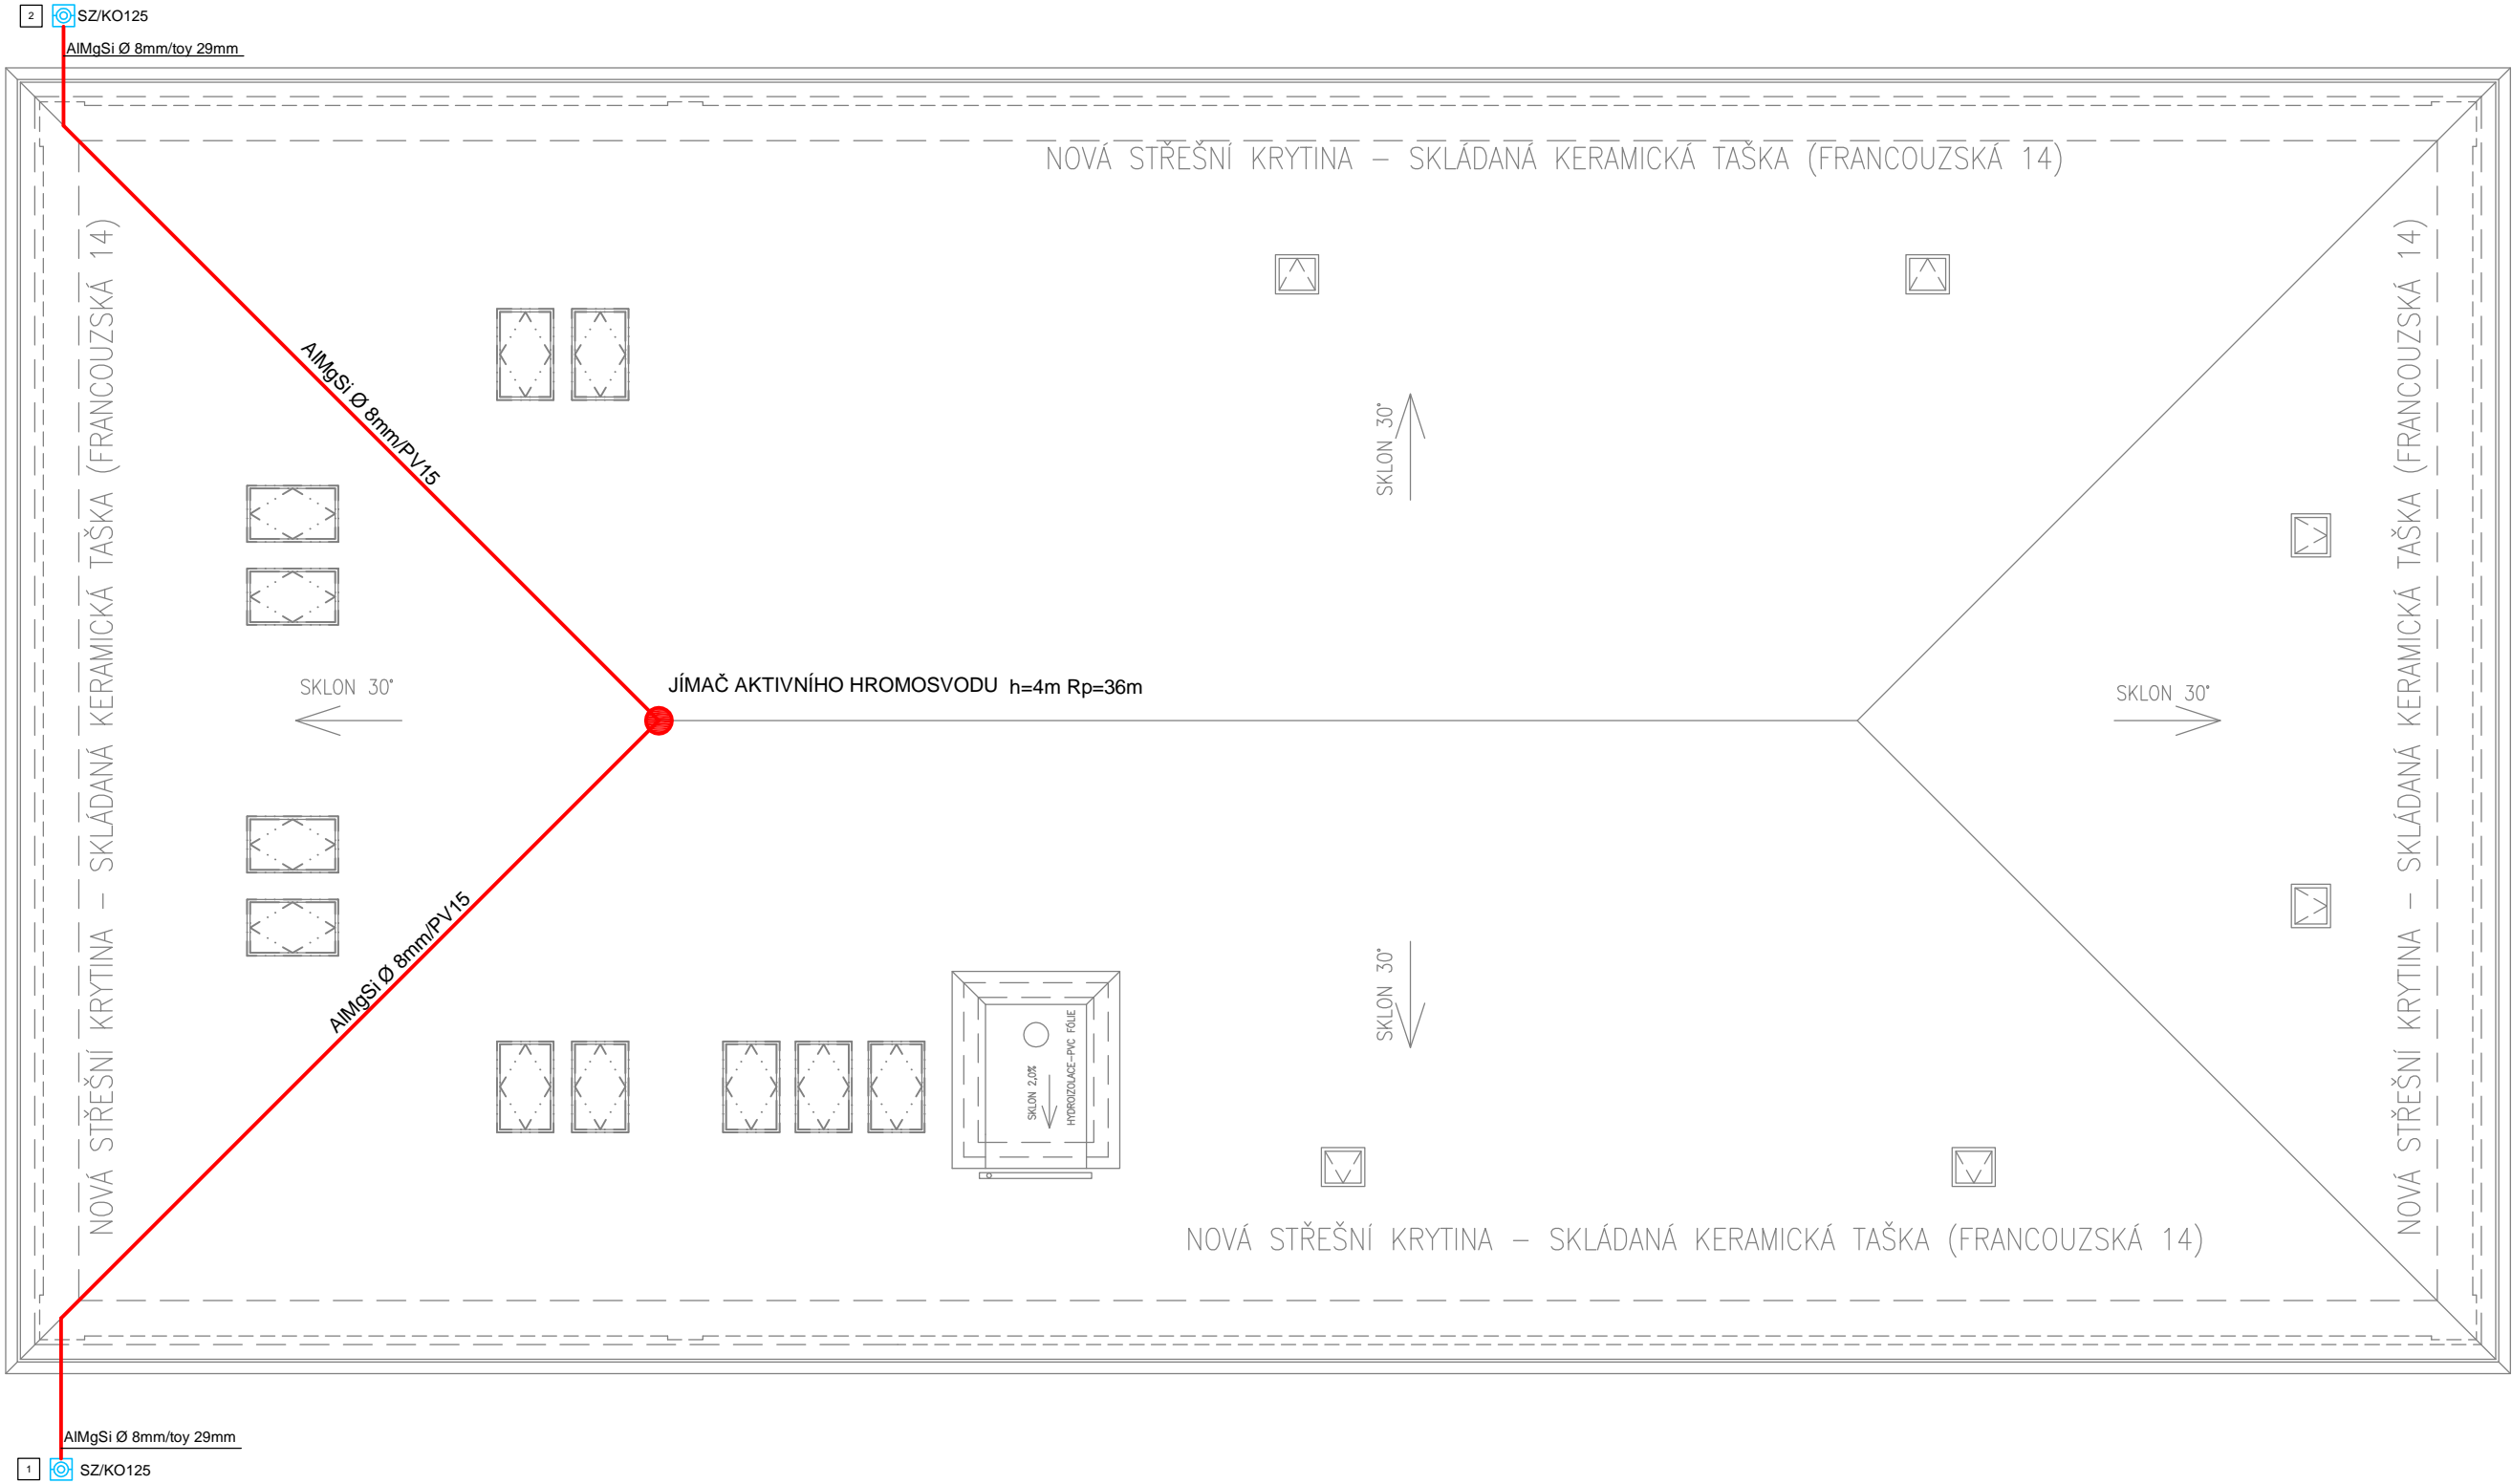 2 SZ/KO125
AlMgSi Ø 8mm/toy 29mm
NOVÁ STŘEŠNÍ KRYTINA – SKLÁDANÁ KERAMICKÁ TAŠKA (FRANCOUZSKÁ 14)
NOVÁ STŘEŠNÍ KRYTINA – SKLÁDANÁ KERAMICKÁ TAŠKA (FRANCOUZSKÁ 14)
NOVÁ STŘEŠNÍ KRYTINA – SKLÁDANÁ KERAMICKÁ TAŠKA (FRANCOUZSKÁ 14)
AlMgSi Ø 8mm/PV15
SKLON 30°
SKLON 30°
JÍMAČ AKTIVNÍHO HROMOSVODU h=4m Rp=36m
SKLON 30°
AlMgSi Ø 8mm/PV15
SKLON 30°
SKLON 2,0%
HYDROIZOLACE-PVC FÓLIE
NOVÁ STŘEŠNÍ KRYTINA – SKLÁDANÁ KERAMICKÁ TAŠKA (FRANCOUZSKÁ 14)
AlMgSi Ø 8mm/toy 29mm
1 SZ/KO125